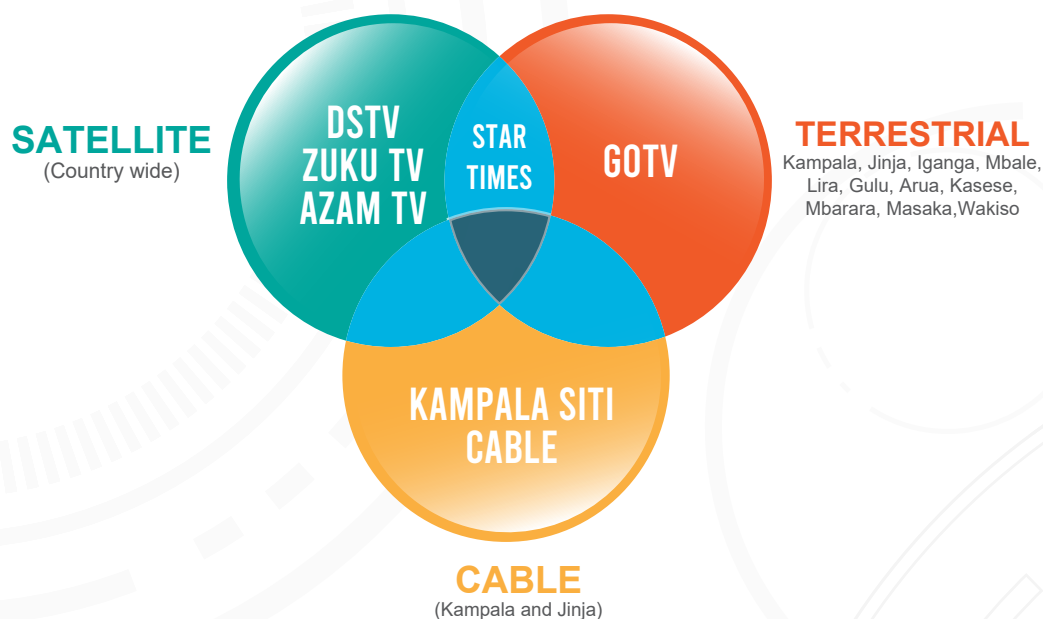 SATELLITE
(Country wide)
DSTV
ZUKU TV
AZAM TV
STAR
TIMES
GOTV
TERRESTRIAL
Kampala, Jinja, Iganga, Mbale,
Lira, Gulu, Arua, Kasese,
Mbarara, Masaka,Wakiso
KAMPALA SITI
CABLE
CABLE
(Kampala and Jinja)